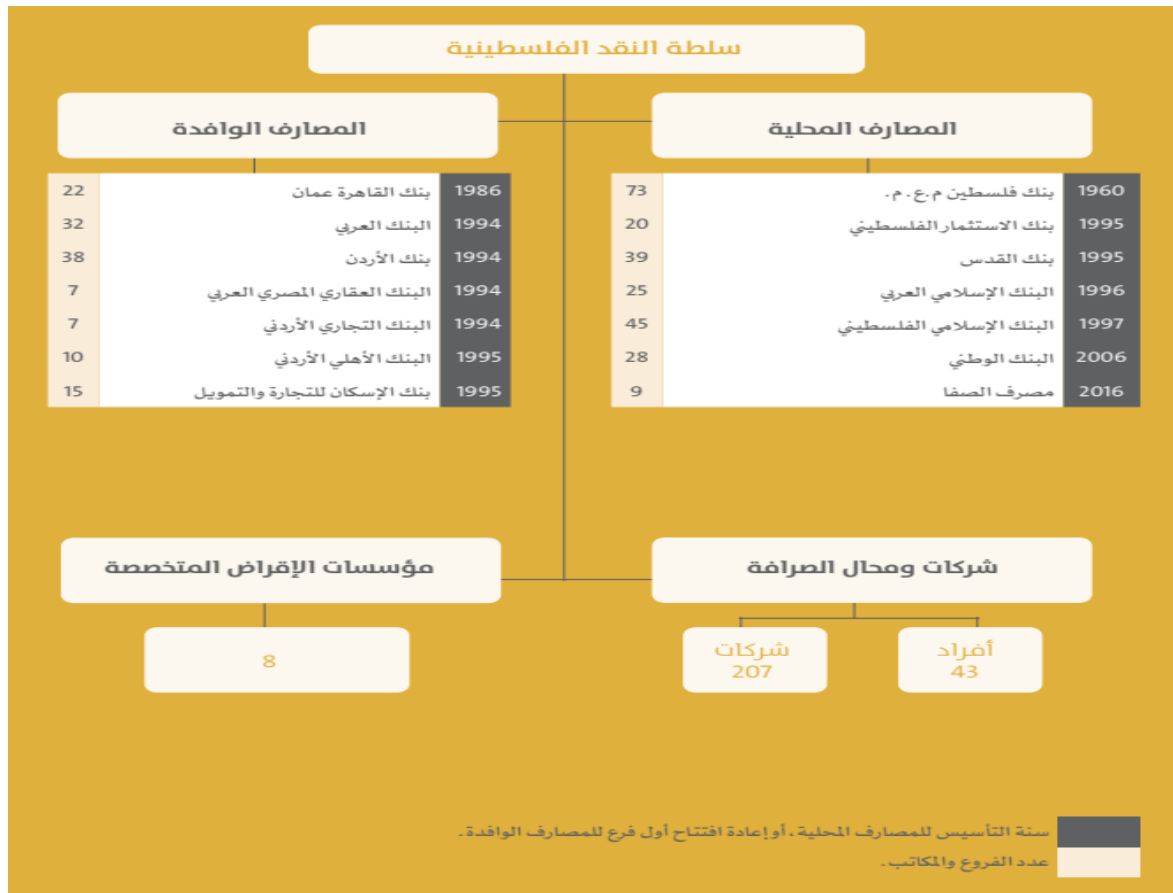 سلطة النقد الفلسطينية
المصارف المحلية
1960 بنك فلسطين م.ع.م. 73
1995 بنك الاستثمار الفلسطيني 20
1995 بنك القدس 39
1996 البنك الإسلامي العربي 25
1997 البنك الإسلامي الفلسطيني 45
2006 البنك الوطني 28
2016 مصرف الصفا 9
المصارف الوافدة
1986 بنك القاهرة عمان 22
1994 البنك العربي 32
1994 بنك الأردن 38
1994 البنك العقاري المصري العربي 7
1994 البنك التجاري الأردني 7
1995 البنك الأهلي الأردني 10
1995 بنك الإسكان للتجارة والتمويل 15
شركات ومحال الصرافة
أفراد
43
شركات
207
مؤسسات الإقراض المتخصصة
8
سنة التأسيس للمصارف المحلية، أو إعادة افتتاح أول فرع للمصارف الوافدة.
عدد الفروع والمكاتب.